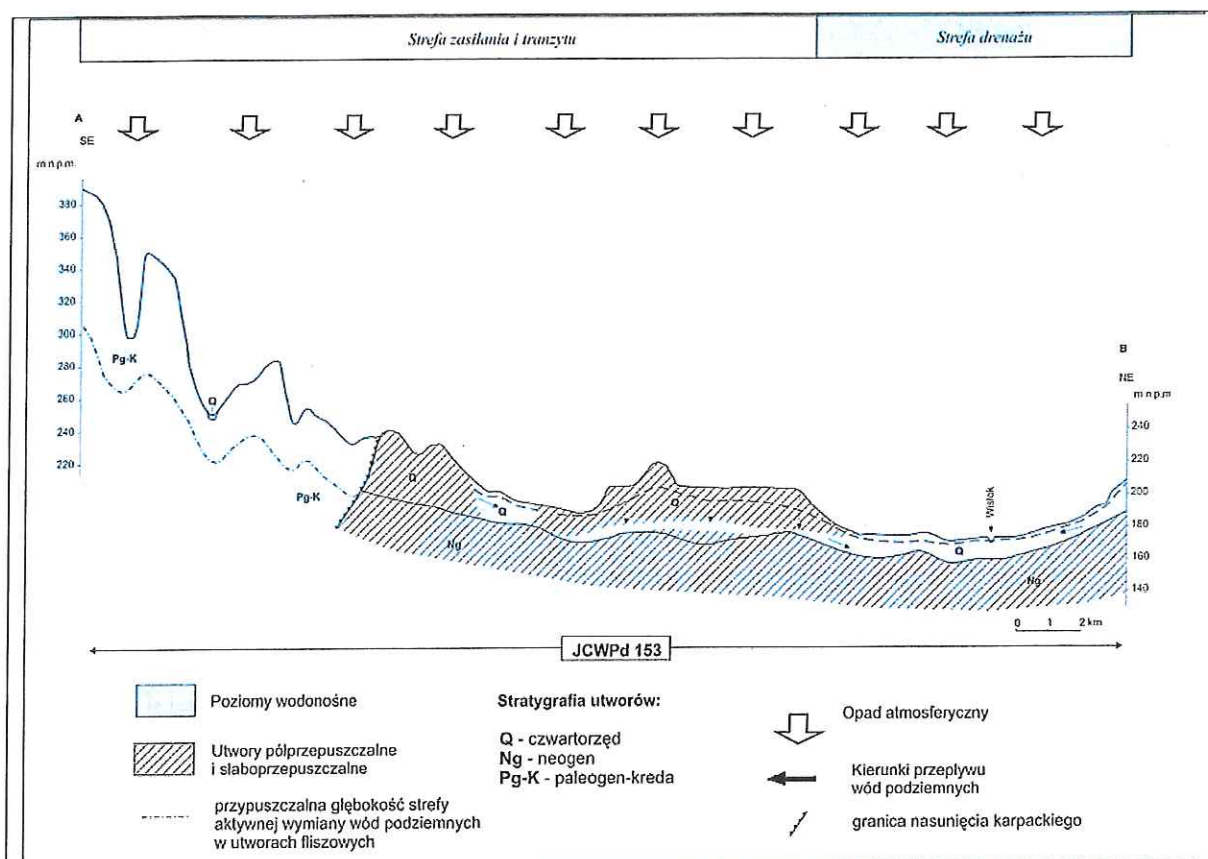 Strefa zasilania i tranzytu
Strefa drenażu
A
SE
m n.p.m.
380
360
340
320
300
280
260
240
220
Pg-K
Q
Pg-K
Q
Ng
Q
Q
Wisłok
Q
Ng
B
NE
m n.p.m
240
220
200
180
160
140
0 1 2 km
JCWPd 153
Poziomy wodonośne
Utwory półprzepuszczalne
i słaboprzepuszczalne
przypuszczalna głębokość strefy
aktywnej wymiany wód podziemnych
w utworach fliszowych
Stratygrafia utworów:
Q - czwartorzęd
Ng - neogen
Pg-K - paleogen-kreda
Opad atmosferyczny
Kierunki przepływu
wód podziemnych
granica nasunięcia karpackiego